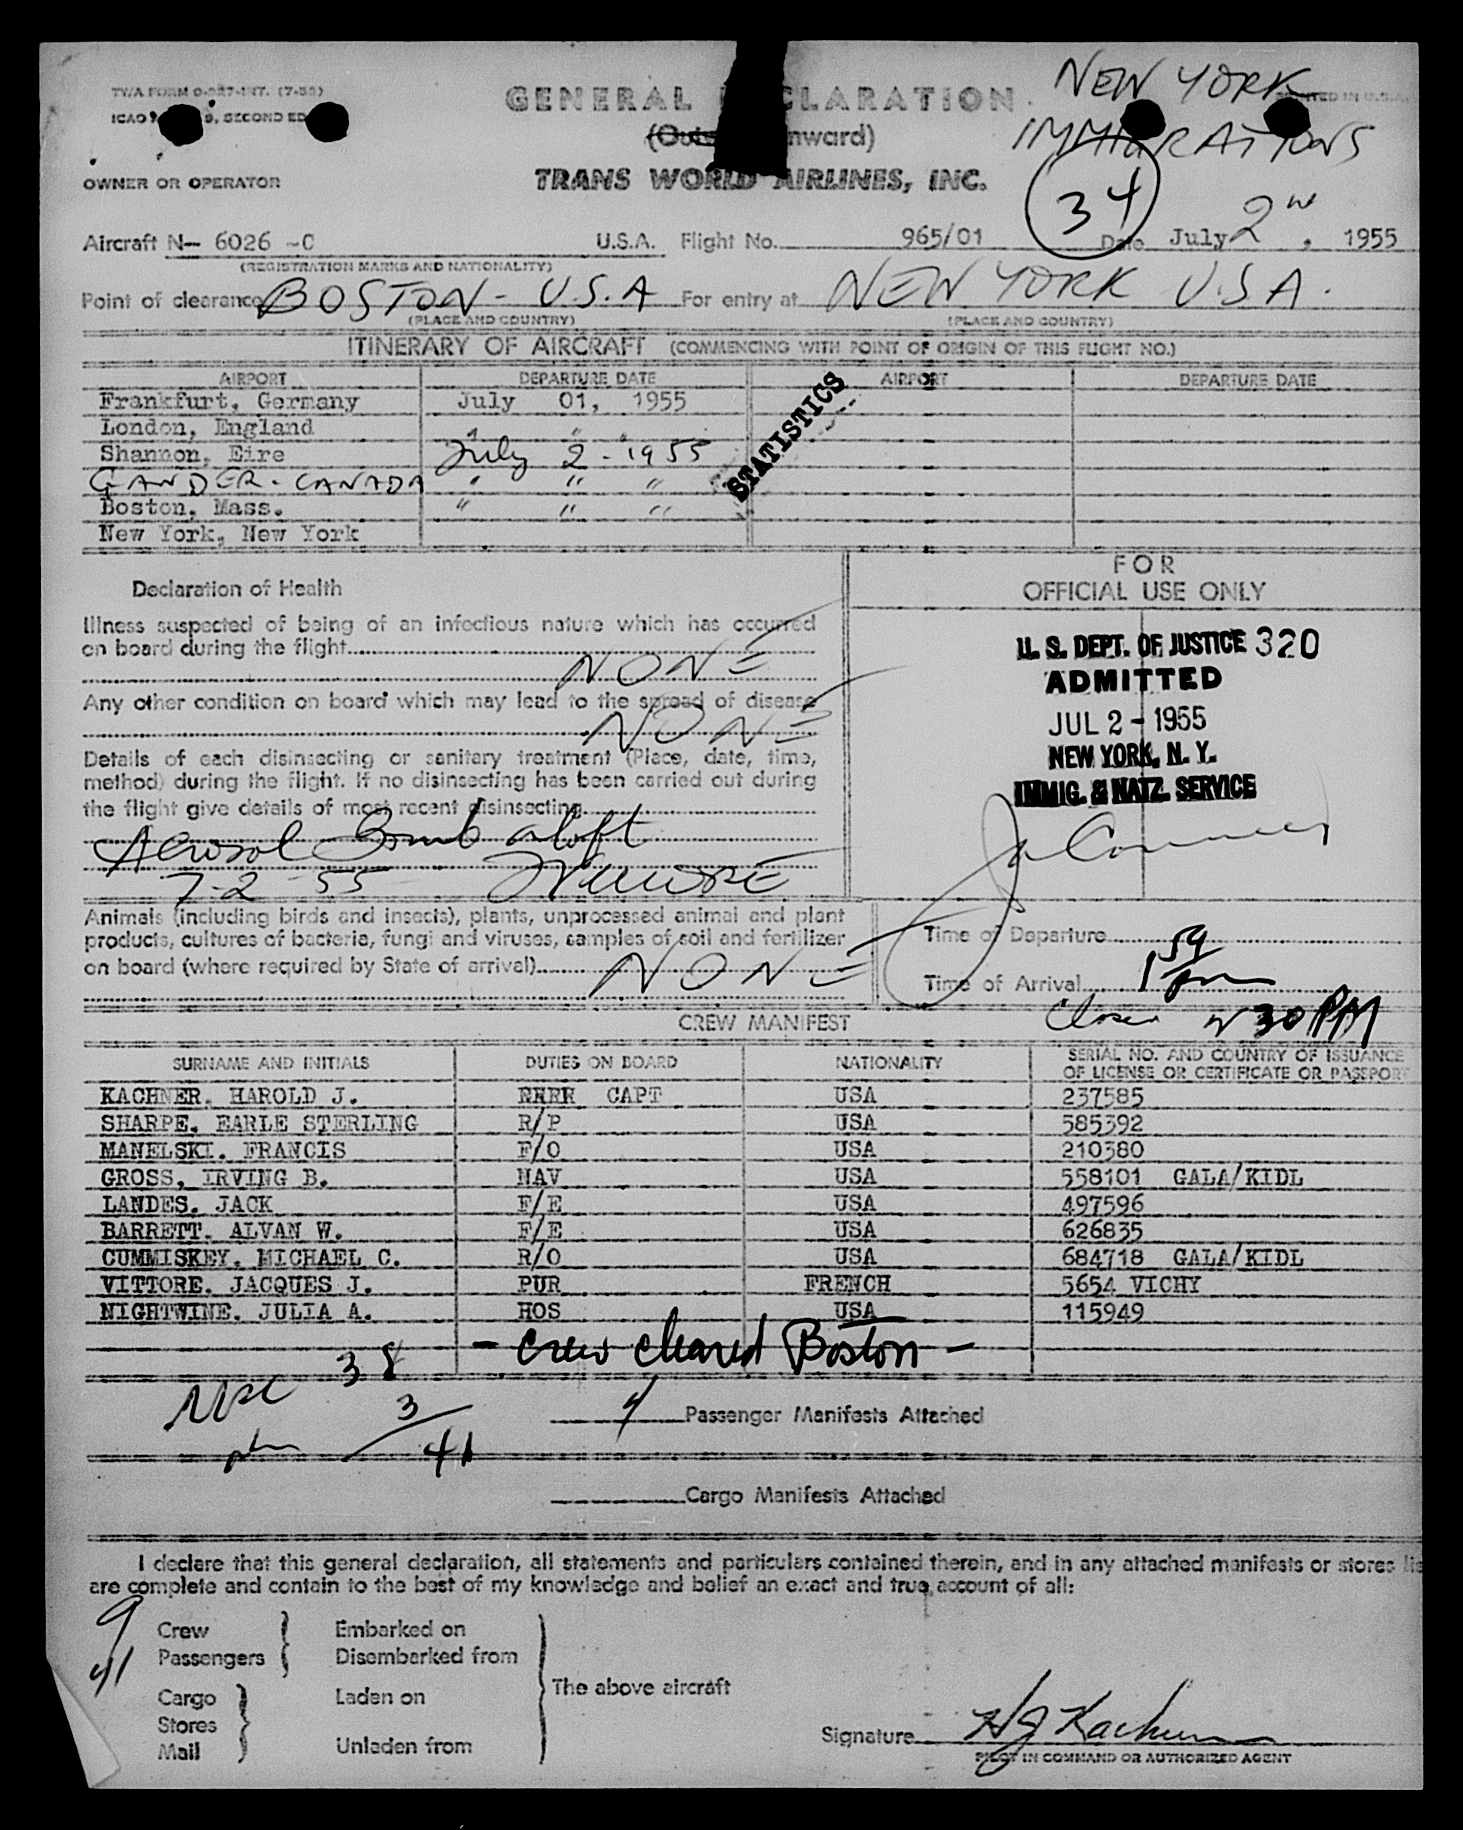 TWA FORM O-827-INT. (7-53)
ICAO 9, SECOND ED
NEW YORK
IMMIGRATIONS
34
GENERAL DECLARATION
(Outward Inward)
OWNER OR OPERATOR
TRANS WORLD AIRLINES, INC.
Aircraft N- 6026 -C U.S.A. Flight No. 965/01 Date July 2nd, 1955
(REGISTRATION MARKS AND NATIONALITY)
Point of clearance BOSTON - U.S.A For entry at NEW YORK U.S.A.
(PLACE AND COUNTRY) (PLACE AND COUNTRY)
ITINERARY OF AIRCRAFT (COMMENCING WITH POINT OF ORIGIN OF THIS FLIGHT NO.)
AIRPORT DEPARTURE DATE AIRPORT DEPARTURE DATE
Frankfurt, Germany July 01, 1955
London, England " " "
Shannon, Eire July 2 - 1955
GANDER - CANADA " " "
Boston, Mass. " " "
New York, New York
STATISTICS
Declaration of Health
Illness suspected of being of an infectious nature which has occurred
on board during the flight
NONE
Any other condition on board which may lead to the spread of disease
NONE
Details of each disinsecting or sanitary treatment (Place, date, time,
method) during the flight. If no disinsecting has been carried out during
the flight give details of most recent disinsecting
Aerosol Bomb aloft
7-2-55
Animals (including birds and insects), plants, unprocessed animal and plant
products, cultures of bacteria, fungi and viruses, samples of soil and fertilizer
on board (where required by State of arrival) NONE
FOR
OFFICIAL USE ONLY
U. S. DEPT. OF JUSTICE 320
ADMITTED
JUL 2 - 1955
NEW YORK, N. Y.
IMMIG. & NATZ. SERVICE
Time of Departure
Time of Arrival 1 59 pm
30 PM
CREW MANIFEST
SURNAME AND INITIALS DUTIES ON BOARD NATIONALITY SERIAL NO. AND COUNTRY OF ISSUANCE
OF LICENSE OR CERTIFICATE OR PASSPORT
KACHNER, HAROLD J. CAPT USA 237585
SHARPE, EARLE STERLING R/P USA 585392
MANELSKI, FRANCIS F/O USA 210380
GROSS, IRVING B. NAV USA 558101 GALA/KIDL
LANDES, JACK F/E USA 497596
BARRETT, ALVAN W. F/E USA 626835
CUMMISKEY, MICHAEL C. R/O USA 684718 GALA/KIDL
VITTORE, JACQUES J. PUR FRENCH 5654 VICHY
NIGHTWINE, JULIA A. HOS USA 115949
- Crew cleared Boston -
38
3
41
4 Passenger Manifests Attached
Cargo Manifests Attached
I declare that this general declaration, all statements and particulars contained therein, and in any attached manifests or stores lis
are complete and contain to the best of my knowledge and belief an exact and true account of all:
9 Crew Embarked on
41 Passengers Disembarked from
The above aircraft
Cargo Laden on
Stores
Mail Unladen from
Signature HJ Kachner
PILOT IN COMMAND OR AUTHORIZED AGENT